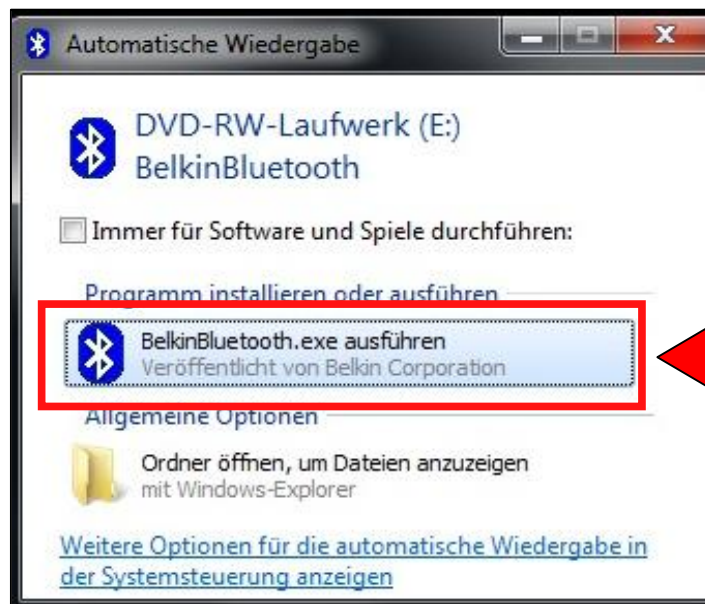 Automatische Wiedergabe
DVD-RW-Laufwerk (E:)
BelkinBluetooth
Immer für Software und Spiele durchführen:
Programm installieren oder ausführen
BelkinBluetooth.exe ausführen
Veröffentlicht von Belkin Corporation
Allgemeine Optionen
Ordner öffnen, um Dateien anzuzeigen
mit Windows-Explorer
Weitere Optionen für die automatische Wiedergabe in
der Systemsteuerung anzeigen